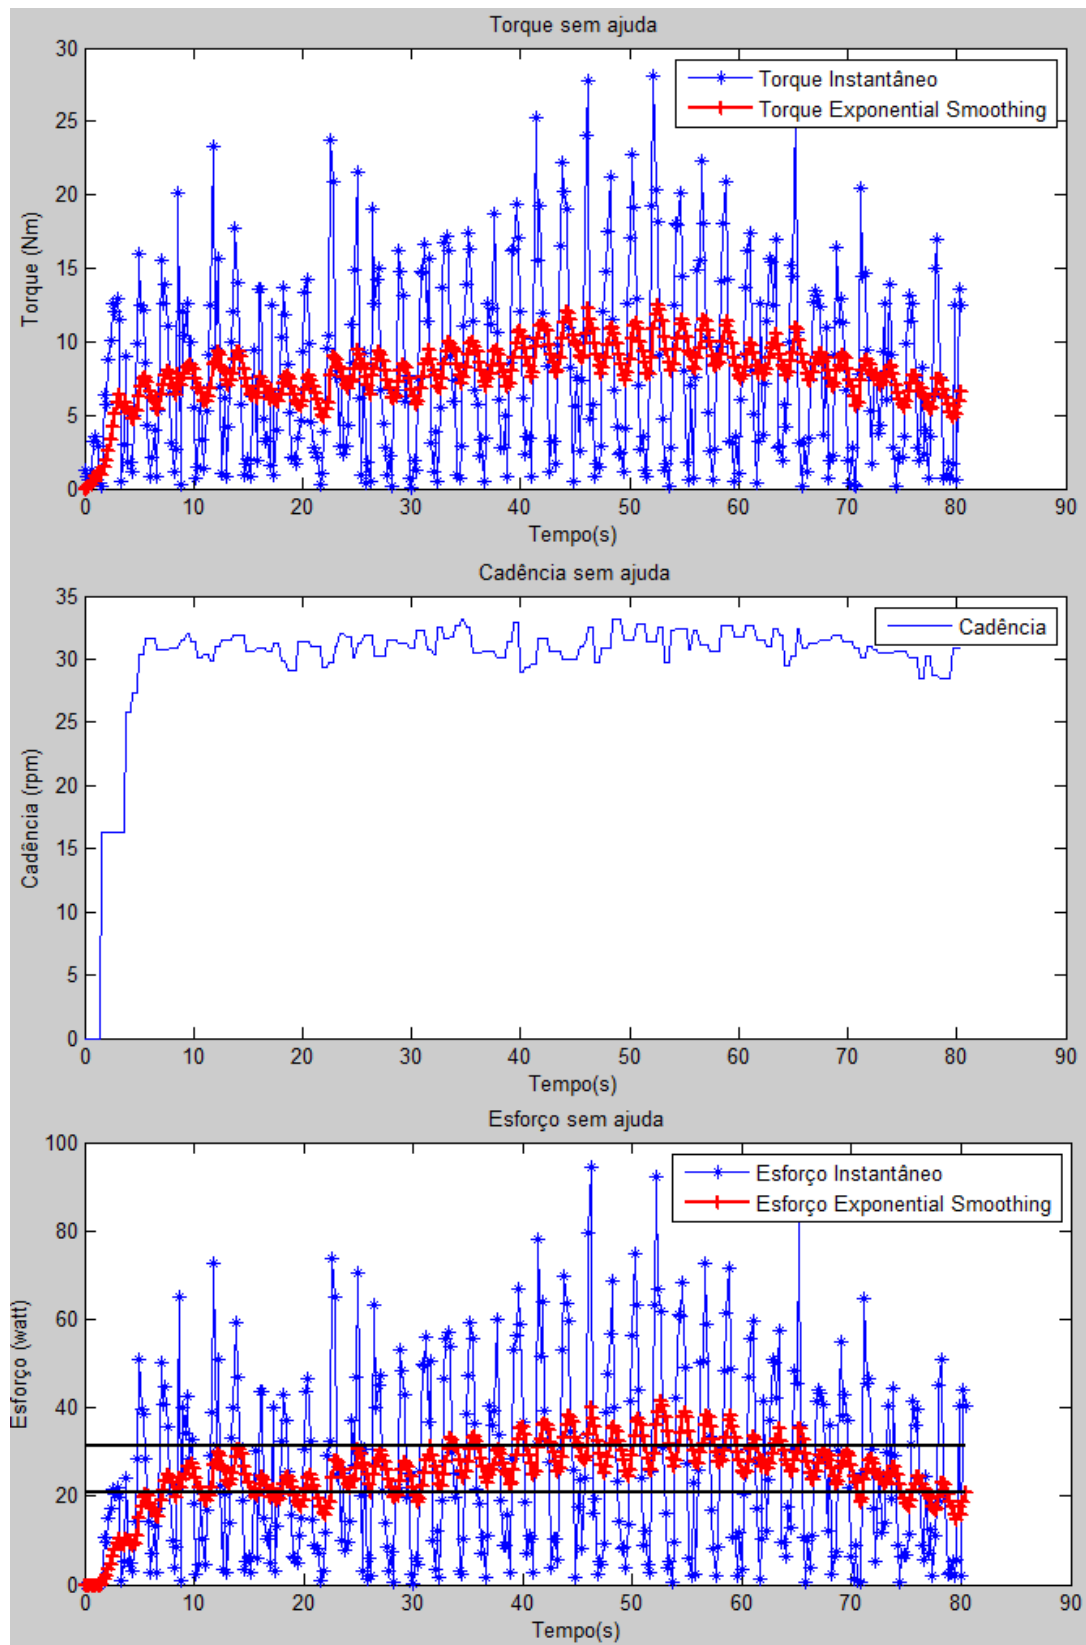 Torque sem ajuda
30
25
20
15
10
5
0
Torque (Nm)
Torque Instantâneo
Torque Exponential Smoothing
0 10 20 30 40 50 60 70 80 90
Tempo(s)
Cadência sem ajuda
35
30
25
20
15
10
5
0
Cadência (rpm)
Cadência
0 10 20 30 40 50 60 70 80 90
Tempo(s)
Esforço sem ajuda
100
80
60
40
20
0
Esforço (watt)
Esforço Instantâneo
Esforço Exponential Smoothing
0 10 20 30 40 50 60 70 80 90
Tempo(s)